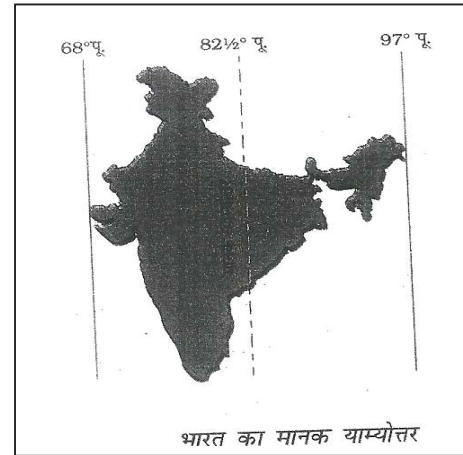 68°पू. 82½° पू. 97° पू.
भारत का मानक याम्योत्तर